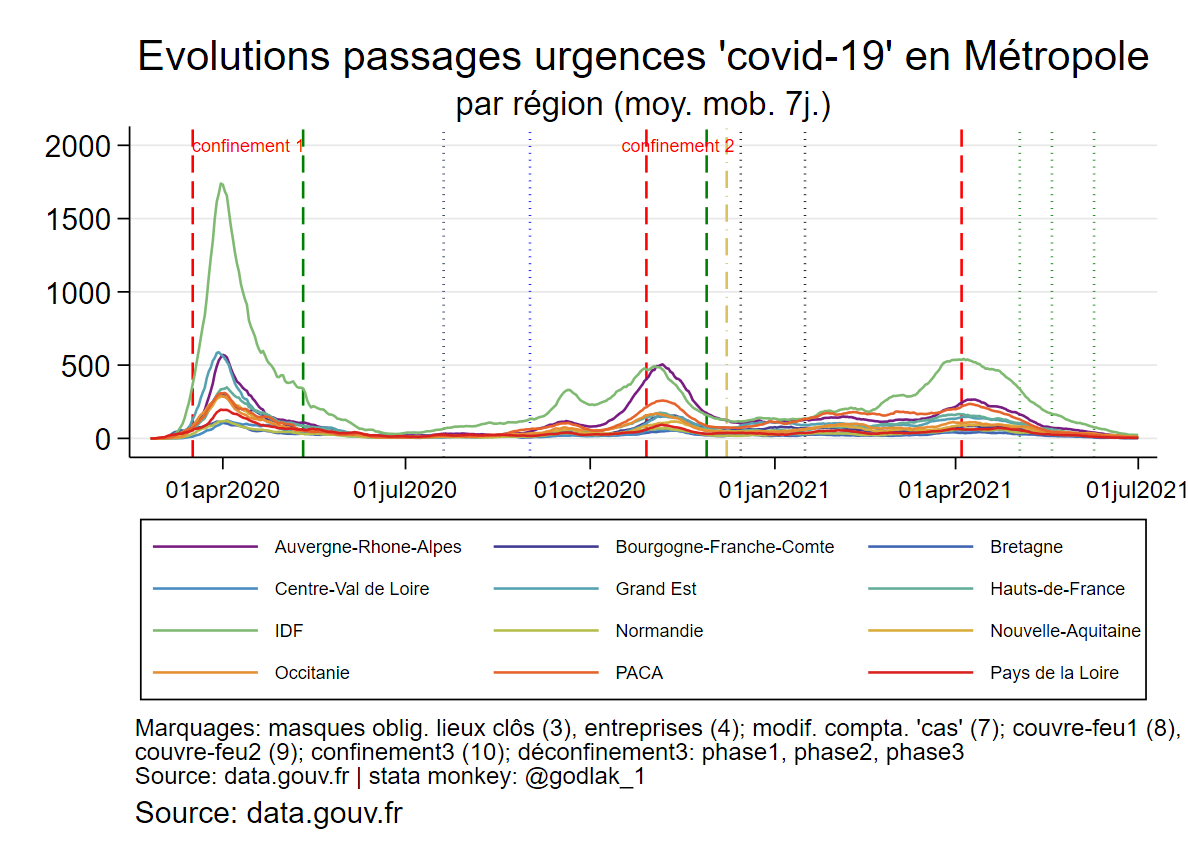 Evolutions passages urgences 'covid-19' en Métropole
par région (moy. mob. 7j.)
confinement 1
confinement 2
2000
1500
1000
500
0
01apr2020
01jul2020
01oct2020
01jan2021
01apr2021
01jul2021
Auvergne-Rhone-Alpes
Bourgogne-Franche-Comte
Bretagne
Centre-Val de Loire
Grand Est
Hauts-de-France
IDF
Normandie
Nouvelle-Aquitaine
Occitanie
PACA
Pays de la Loire
Marquages: masques oblig. lieux clôs (3), entreprises (4); modif. compta. 'cas' (7); couvre-feu1 (8),
couvre-feu2 (9); confinement3 (10); déconfinement3: phase1, phase2, phase3
Source: data.gouv.fr | stata monkey: @godlak_1
Source: data.gouv.fr